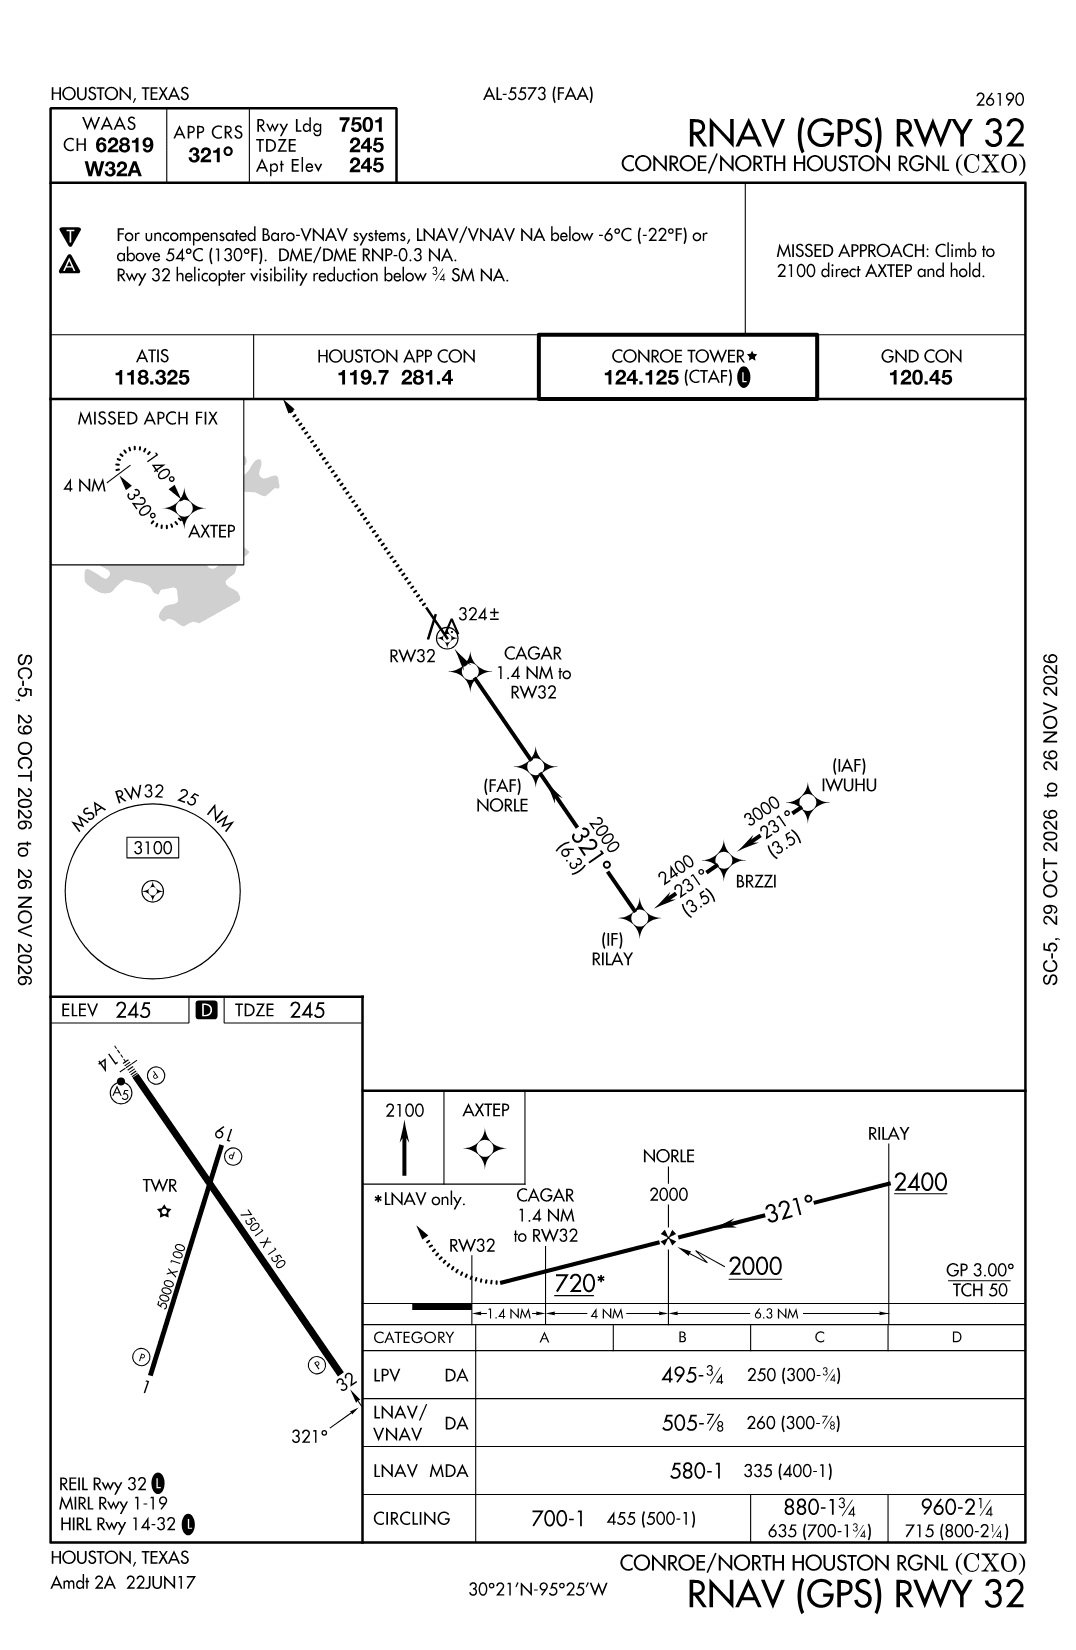 HOUSTON, TEXAS
AL-5573 (FAA)
26190
WAAS
CH 62819
W32A
APP CRS
321°
Rwy Ldg 7501
TDZE 245
Apt Elev 245
RNAV (GPS) RWY 32
CONROE/NORTH HOUSTON RGNL (CXO)
T
A
For uncompensated Baro-VNAV systems, LNAV/VNAV NA below -6°C (-22°F) or
above 54°C (130°F). DME/DME RNP-0.3 NA.
Rwy 32 helicopter visibility reduction below ¾ SM NA.
MISSED APPROACH: Climb to
2100 direct AXTEP and hold.
ATIS
118.325
HOUSTON APP CON
119.7 281.4
CONROE TOWER★
124.125 (CTAF) L
GND CON
120.45
MISSED APCH FIX
4 NM
140°
320°
AXTEP
324±
RW32
CAGAR
1.4 NM to
RW32
(FAF)
NORLE
2000
321°
(6.3)
(IAF)
IWUHU
3000
231°
(3.5)
BRZZI
2400
231°
(3.5)
(IF)
RILAY
MSA RW32 25 NM
3100
SC-5, 29 OCT 2026 to 26 NOV 2026
SC-5, 29 OCT 2026 to 26 NOV 2026
ELEV 245
D
TDZE 245
14
A5
P
19
P
TWR
7501 X 150
5000 X 100
P
1
P
32
321°
REIL Rwy 32 L
MIRL Rwy 1-19
HIRL Rwy 14-32 L
2100
AXTEP
*LNAV only.
RW32
CAGAR
1.4 NM
to RW32
NORLE
2000
RILAY
2400
321°
2000
720*
GP 3.00°
TCH 50
1.4 NM
4 NM
6.3 NM
CATEGORY A B C D
LPV DA 495-¾ 250 (300-¾)
LNAV/
VNAV DA 505-⅞ 260 (300-⅞)
LNAV MDA 580-1 335 (400-1)
CIRCLING 700-1 455 (500-1)
880-1¾
635 (700-1¾)
960-2¼
715 (800-2¼)
HOUSTON, TEXAS
Amdt 2A 22JUN17
30°21'N-95°25'W
CONROE/NORTH HOUSTON RGNL (CXO)
RNAV (GPS) RWY 32